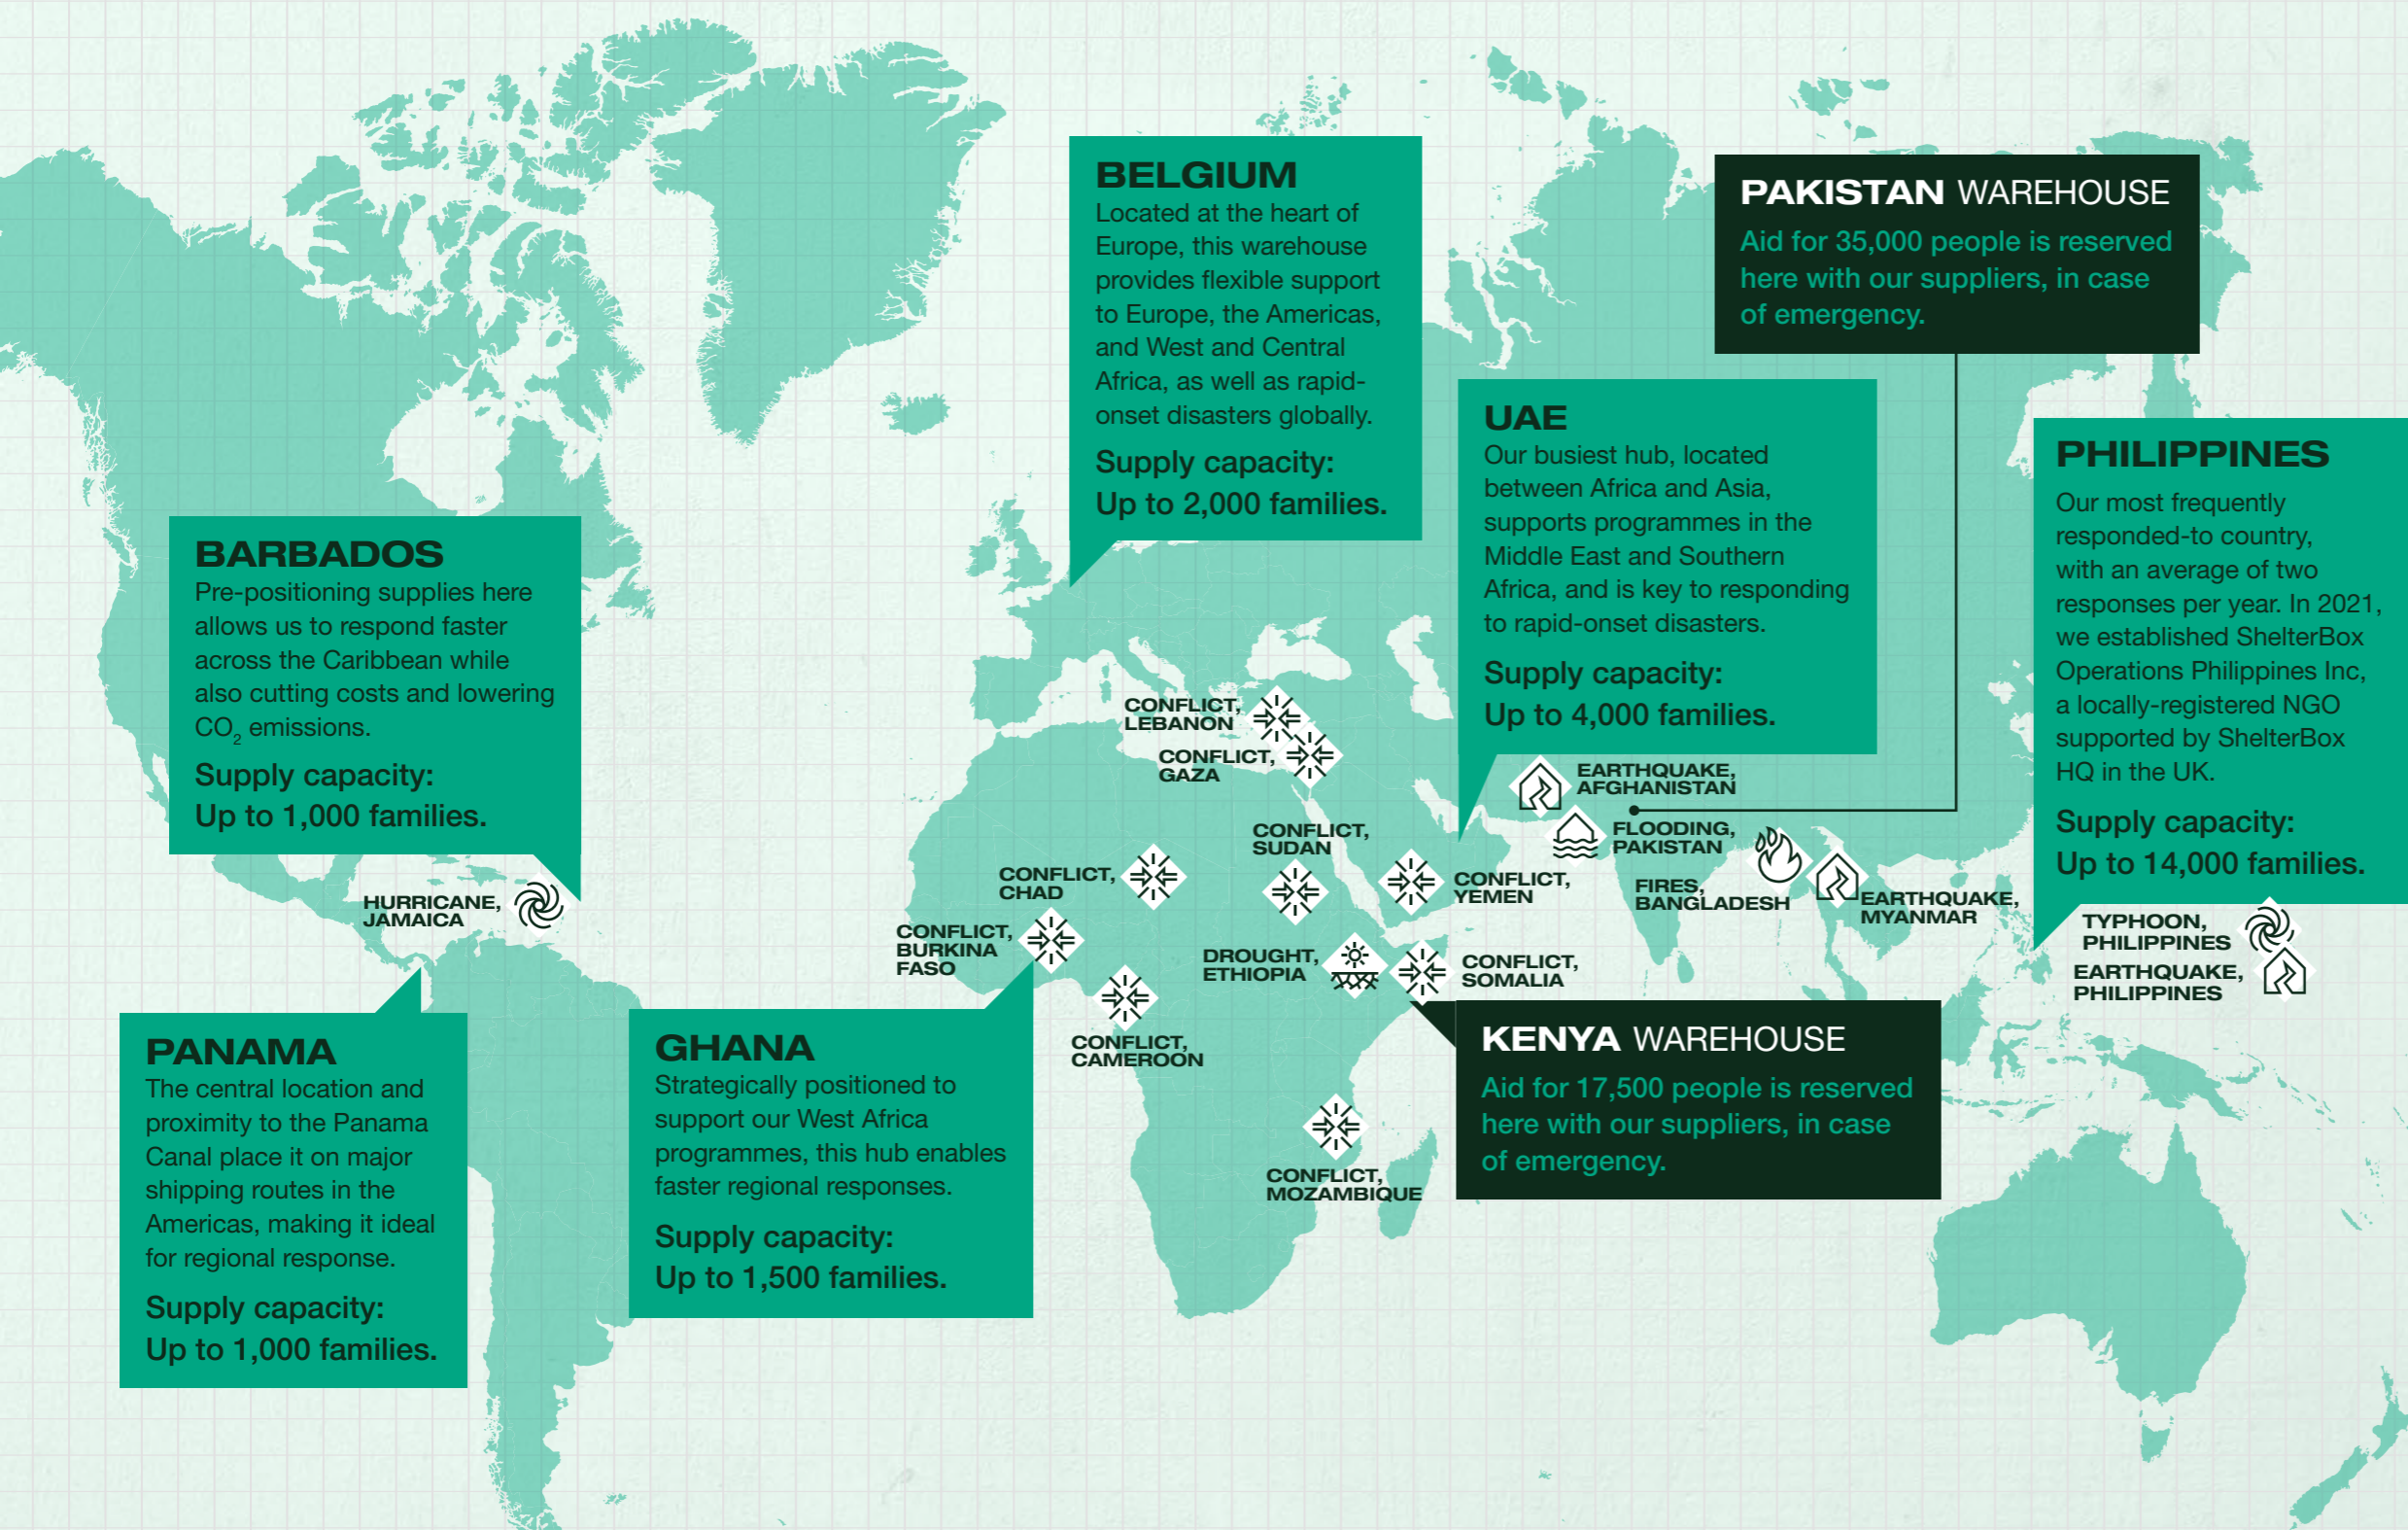 BELGIUM
Located at the heart of
Europe, this warehouse
provides flexible support
to Europe, the Americas,
and West and Central
Africa, as well as rapid-
onset disasters globally.
Supply capacity:
Up to 2,000 families.
PAKISTAN WAREHOUSE
Aid for 35,000 people is reserved
here with our suppliers, in case
of emergency.
UAE
Our busiest hub, located
between Africa and Asia,
supports programmes in the
Middle East and Southern
Africa, and is key to responding
to rapid-onset disasters.
Supply capacity:
Up to 4,000 families.
PHILIPPINES
Our most frequently
responded-to country,
with an average of two
responses per year. In 2021,
we established ShelterBox
Operations Philippines Inc,
a locally-registered NGO
supported by ShelterBox
HQ in the UK.
Supply capacity:
Up to 14,000 families.
BARBADOS
Pre-positioning supplies here
allows us to respond faster
across the Caribbean while
also cutting costs and lowering
CO₂ emissions.
Supply capacity:
Up to 1,000 families.
CONFLICT,
LEBANON
CONFLICT,
GAZA
EARTHQUAKE,
AFGHANISTAN
FLOODING,
PAKISTAN
CONFLICT,
SUDAN
CONFLICT,
CHAD
CONFLICT,
YEMEN
FIRES,
BANGLADESH
EARTHQUAKE,
MYANMAR
HURRICANE,
JAMAICA
CONFLICT,
BURKINA
FASO
DROUGHT,
ETHIOPIA
CONFLICT,
SOMALIA
TYPHOON,
PHILIPPINES
EARTHQUAKE,
PHILIPPINES
CONFLICT,
CAMEROON
PANAMA
The central location and
proximity to the Panama
Canal place it on major
shipping routes in the
Americas, making it ideal
for regional response.
Supply capacity:
Up to 1,000 families.
GHANA
Strategically positioned to
support our West Africa
programmes, this hub enables
faster regional responses.
Supply capacity:
Up to 1,500 families.
KENYA WAREHOUSE
Aid for 17,500 people is reserved
here with our suppliers, in case
of emergency.
CONFLICT,
MOZAMBIQUE